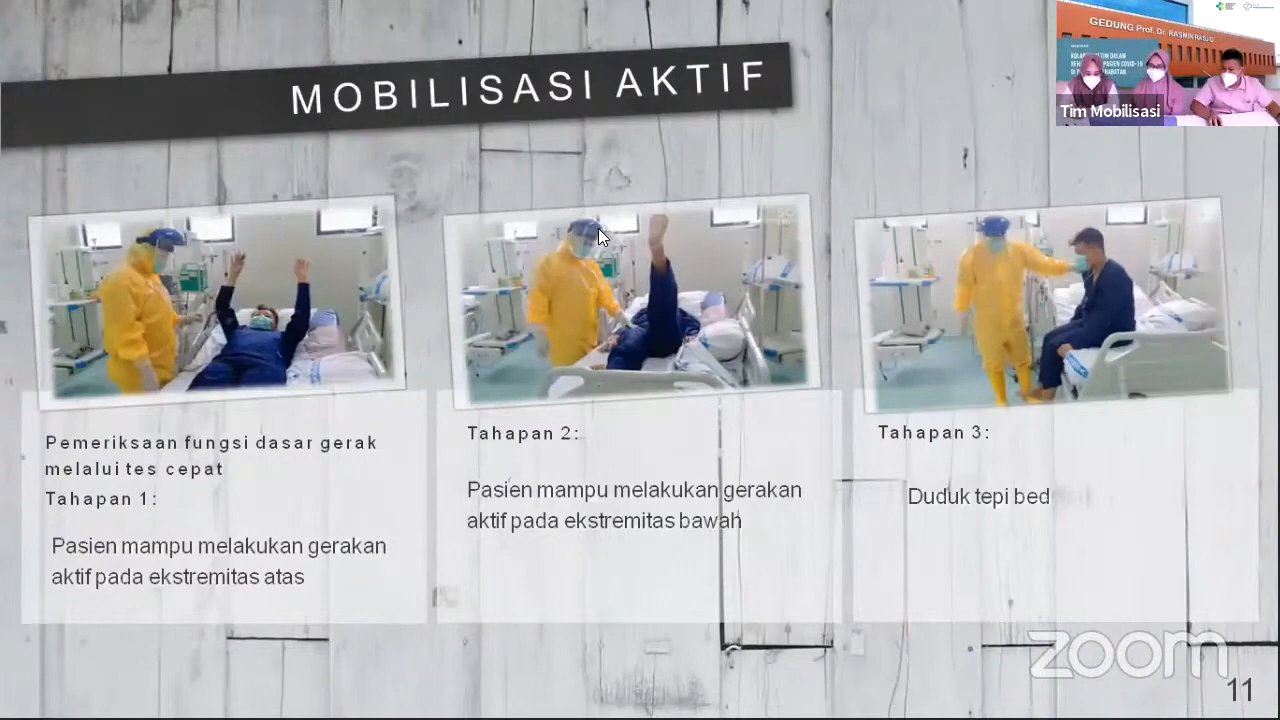 MOBILISASI AKTIF
GEDUNG Prof. Dr. RASMIN RASJID
Tim Mobilisasi
Pemeriksaan fungsi dasar gerak
melalui tes cepat
Tahapan 1:
Pasien mampu melakukan gerakan
aktif pada ekstremitas atas
Tahapan 2:
Pasien mampu melakukan gerakan
aktif pada ekstremitas bawah
Tahapan 3:
Duduk tepi bed
zoom
11